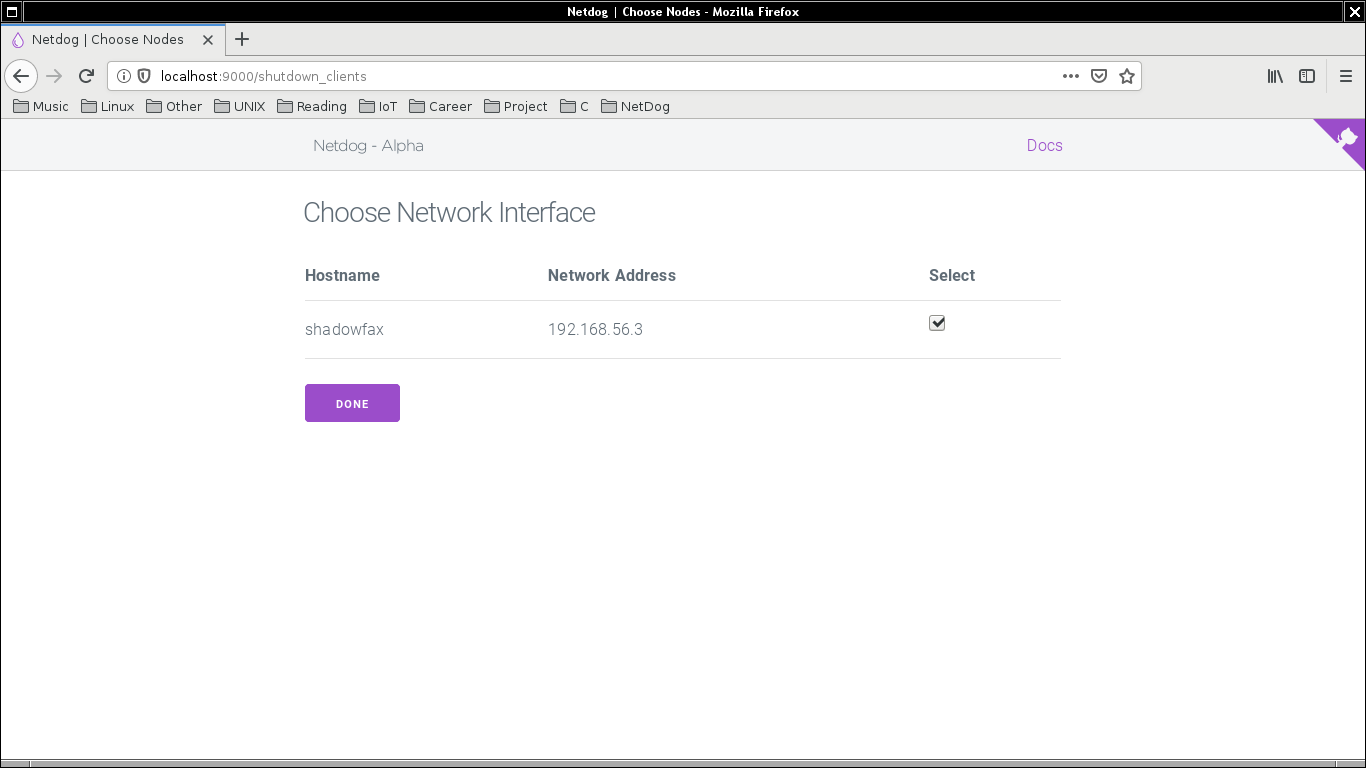 Netdog | Choose Nodes - Mozilla Firefox
Netdog | Choose Nodes
localhost:9000/shutdown_clients
Music Linux Other UNIX Reading IoT Career Project C NetDog
Netdog - Alpha Docs
Choose Network Interface
Hostname Network Address Select
shadowfax 192.168.56.3
DONE